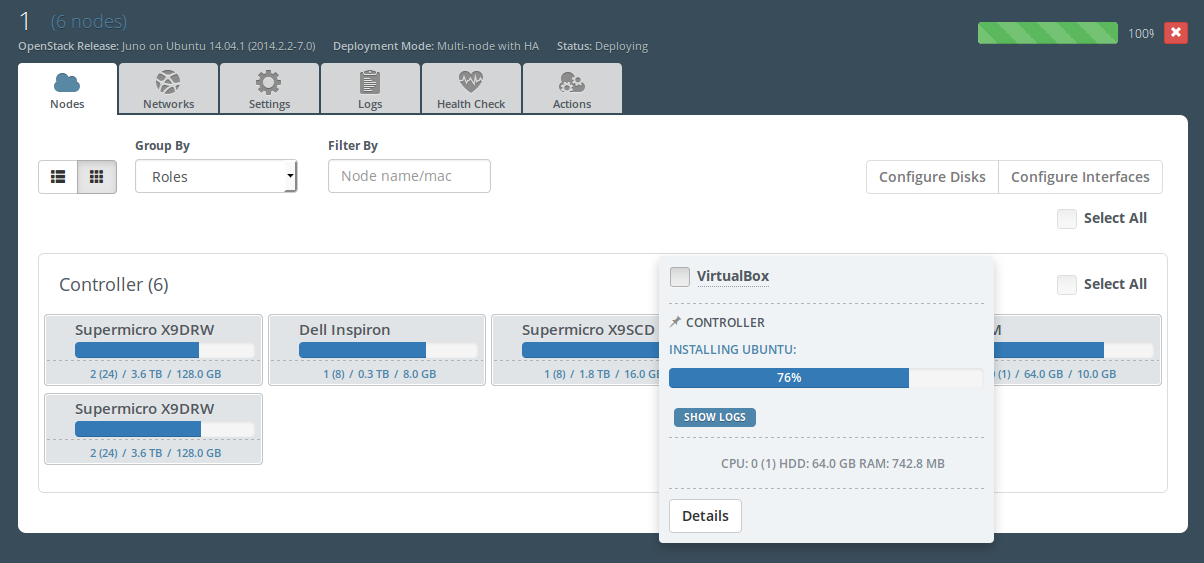 1 (6 nodes)
OpenStack Release: Juno on Ubuntu 14.04.1 (2014.2.2-7.0) Deployment Mode: Multi-node with HA Status: Deploying
100%
Nodes Networks Settings Logs Health Check Actions
Group By Filter By
Roles Node name/mac Configure Disks Configure Interfaces
Select All
Controller (6) Select All
Supermicro X9DRW Dell Inspiron Supermicro X9SCD M
2 (24) / 3.6 TB / 128.0 GB 1 (8) / 0.3 TB / 8.0 GB 1 (8) / 1.8 TB / 16.0 G (1) / 64.0 GB / 10.0 GB
Supermicro X9DRW
2 (24) / 3.6 TB / 128.0 GB
VirtualBox
CONTROLLER
INSTALLING UBUNTU:
76%
SHOW LOGS
CPU: 0 (1) HDD: 64.0 GB RAM: 742.8 MB
Details